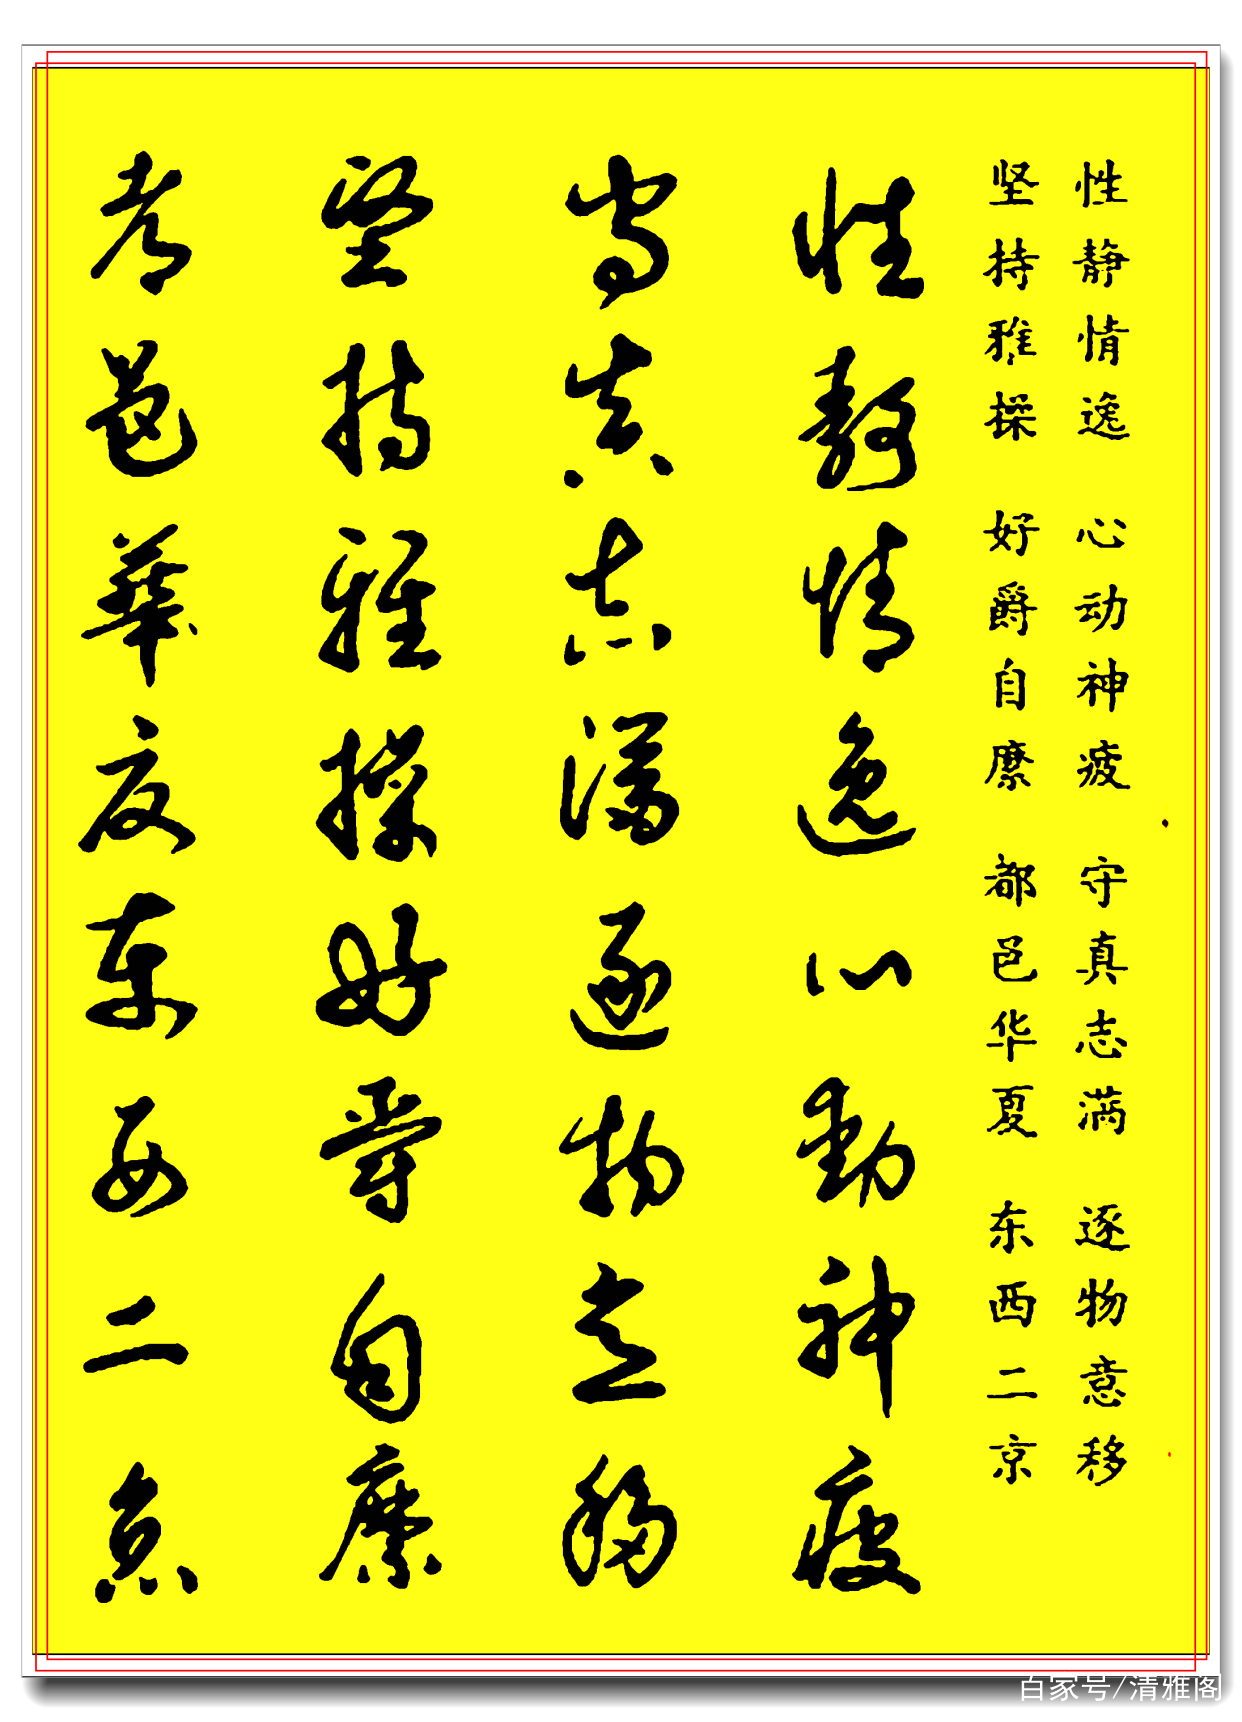 性静情逸 心动神疲 守真志满 逐物意移
坚持雅操 好爵自縻 都邑华夏 东西二京
性静情逸心動神疲
守真志满逐物意移
坚持雅操好爵自縻
都邑華夏东西二京
百家号/清雅阁